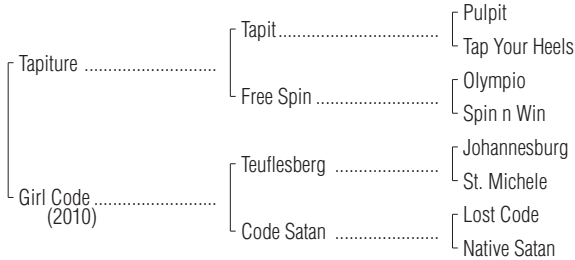 Pulpit
Tapit
Tap Your Heels
Tapiture
Olympio
Free Spin
Spin n Win
Johannesburg
Teuflesberg
St. Michele
Girl Code
(2010)
Lost Code
Code Satan
Native Satan